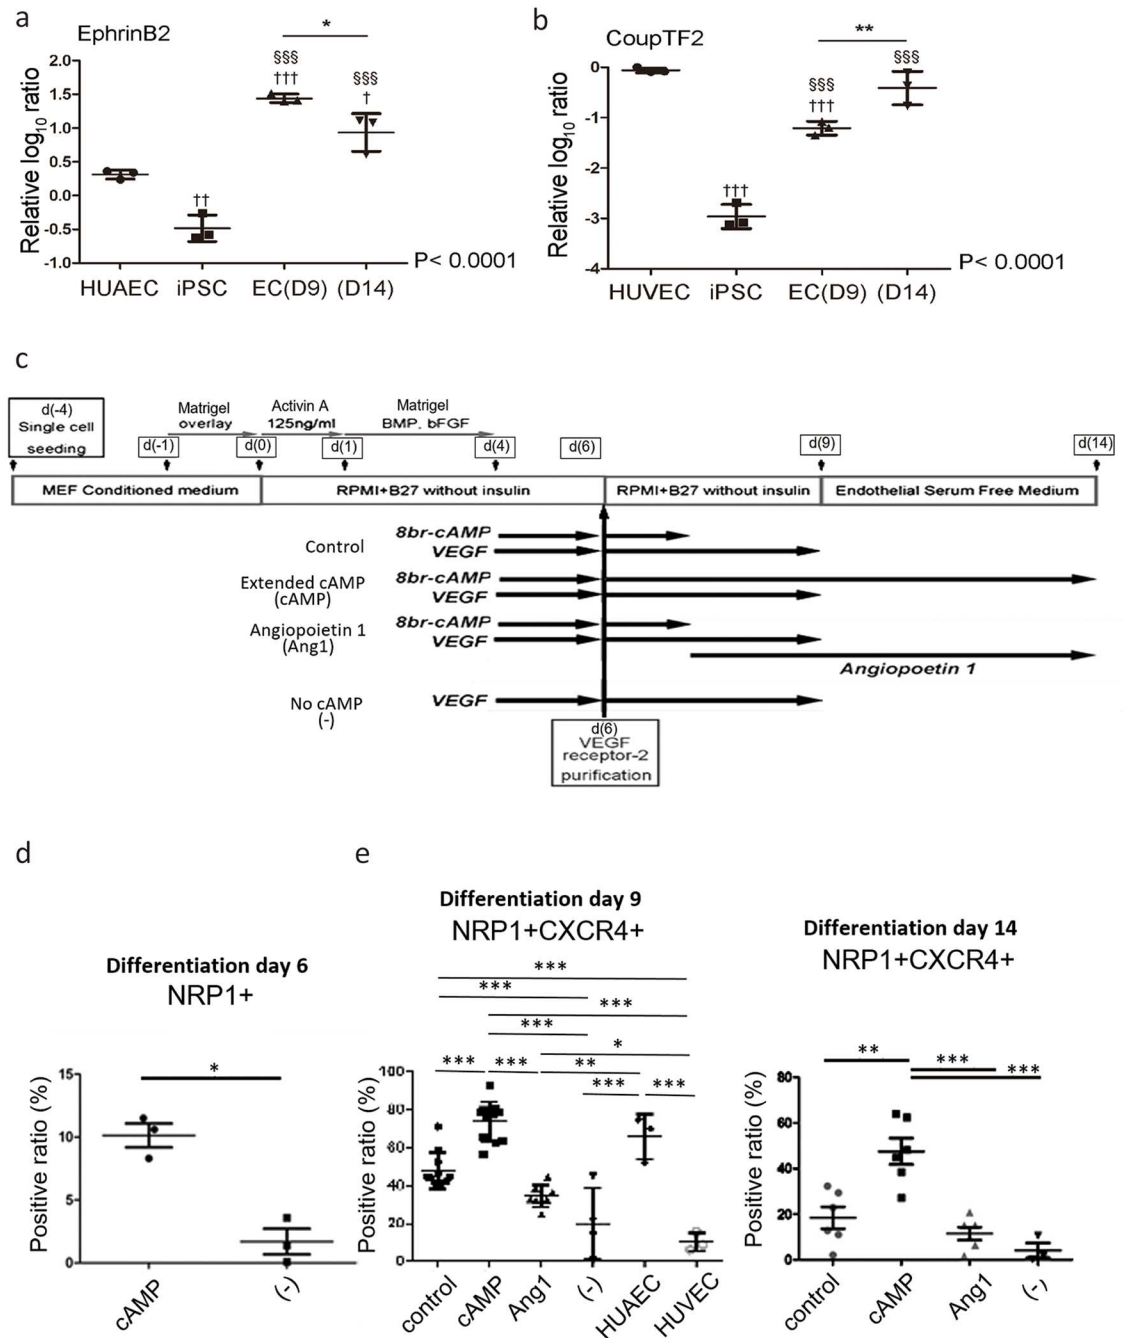 a
EphrinB2
*
§§§
†††
§§§
†
††
Relative log10 ratio
2.0
1.5
1.0
0.5
0.0
-0.5
-1.0
P< 0.0001
HUAEC iPSC EC(D9) (D14)
b
CoupTF2
**
§§§
§§§
†††
†††
Relative log10 ratio
0
-1
-2
-3
-4
P< 0.0001
HUVEC iPSC EC(D9) (D14)
c
d(-4)
Single cell
seeding
Matrigel
overlay
Activin A
125ng/ml
Matrigel
BMP. bFGF
d(-1) d(0) d(1) d(4) d(6) d(9) d(14)
MEF Conditioned medium RPMI+B27 without insulin RPMI+B27 without insulin Endothelial Serum Free Medium
Control
8br-cAMP
VEGF
Extended cAMP
(cAMP)
8br-cAMP
VEGF
Angiopoietin 1
(Ang1)
8br-cAMP
VEGF
Angiopoetin 1
No cAMP
(-)
VEGF
d(6)
VEGF
receptor-2
purification
d
Differentiation day 6
NRP1+
*
Positive ratio (%)
15
10
5
0
cAMP (-)
e
Differentiation day 9
NRP1+CXCR4+
***
***
***
***
*
*** *** **
*** ***
Positive ratio (%)
100
80
60
40
20
0
control cAMP Ang1 (-) HUAEC HUVEC
Differentiation day 14
NRP1+CXCR4+
** ***
***
Positive ratio (%)
80
60
40
20
0
control cAMP Ang1 (-)